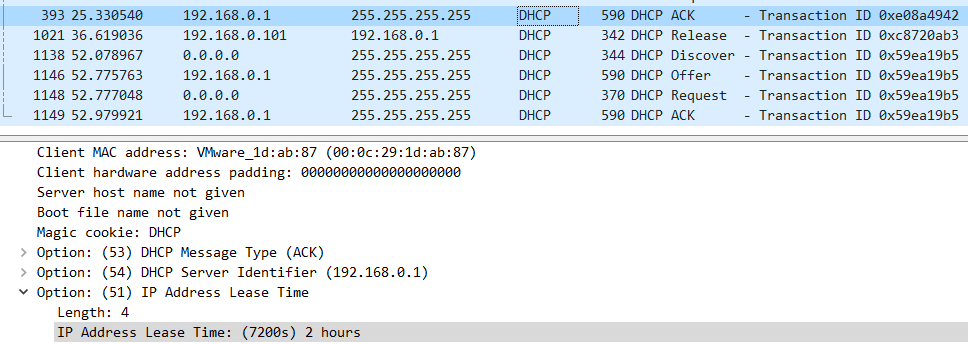 393 25.330540 192.168.0.1 255.255.255.255 DHCP 590 DHCP ACK - Transaction ID 0xe08a4942
1021 36.619036 192.168.0.101 192.168.0.1 DHCP 342 DHCP Release - Transaction ID 0xc8720ab3
1138 52.078967 0.0.0.0 255.255.255.255 DHCP 344 DHCP Discover - Transaction ID 0x59ea19b5
1146 52.775763 192.168.0.1 255.255.255.255 DHCP 590 DHCP Offer - Transaction ID 0x59ea19b5
1148 52.777048 0.0.0.0 255.255.255.255 DHCP 370 DHCP Request - Transaction ID 0x59ea19b5
1149 52.979921 192.168.0.1 255.255.255.255 DHCP 590 DHCP ACK - Transaction ID 0x59ea19b5
Client MAC address: VMware_1d:ab:87 (00:0c:29:1d:ab:87)
Client hardware address padding: 00000000000000000000
Server host name not given
Boot file name not given
Magic cookie: DHCP
Option: (53) DHCP Message Type (ACK)
Option: (54) DHCP Server Identifier (192.168.0.1)
Option: (51) IP Address Lease Time
Length: 4
IP Address Lease Time: (7200s) 2 hours